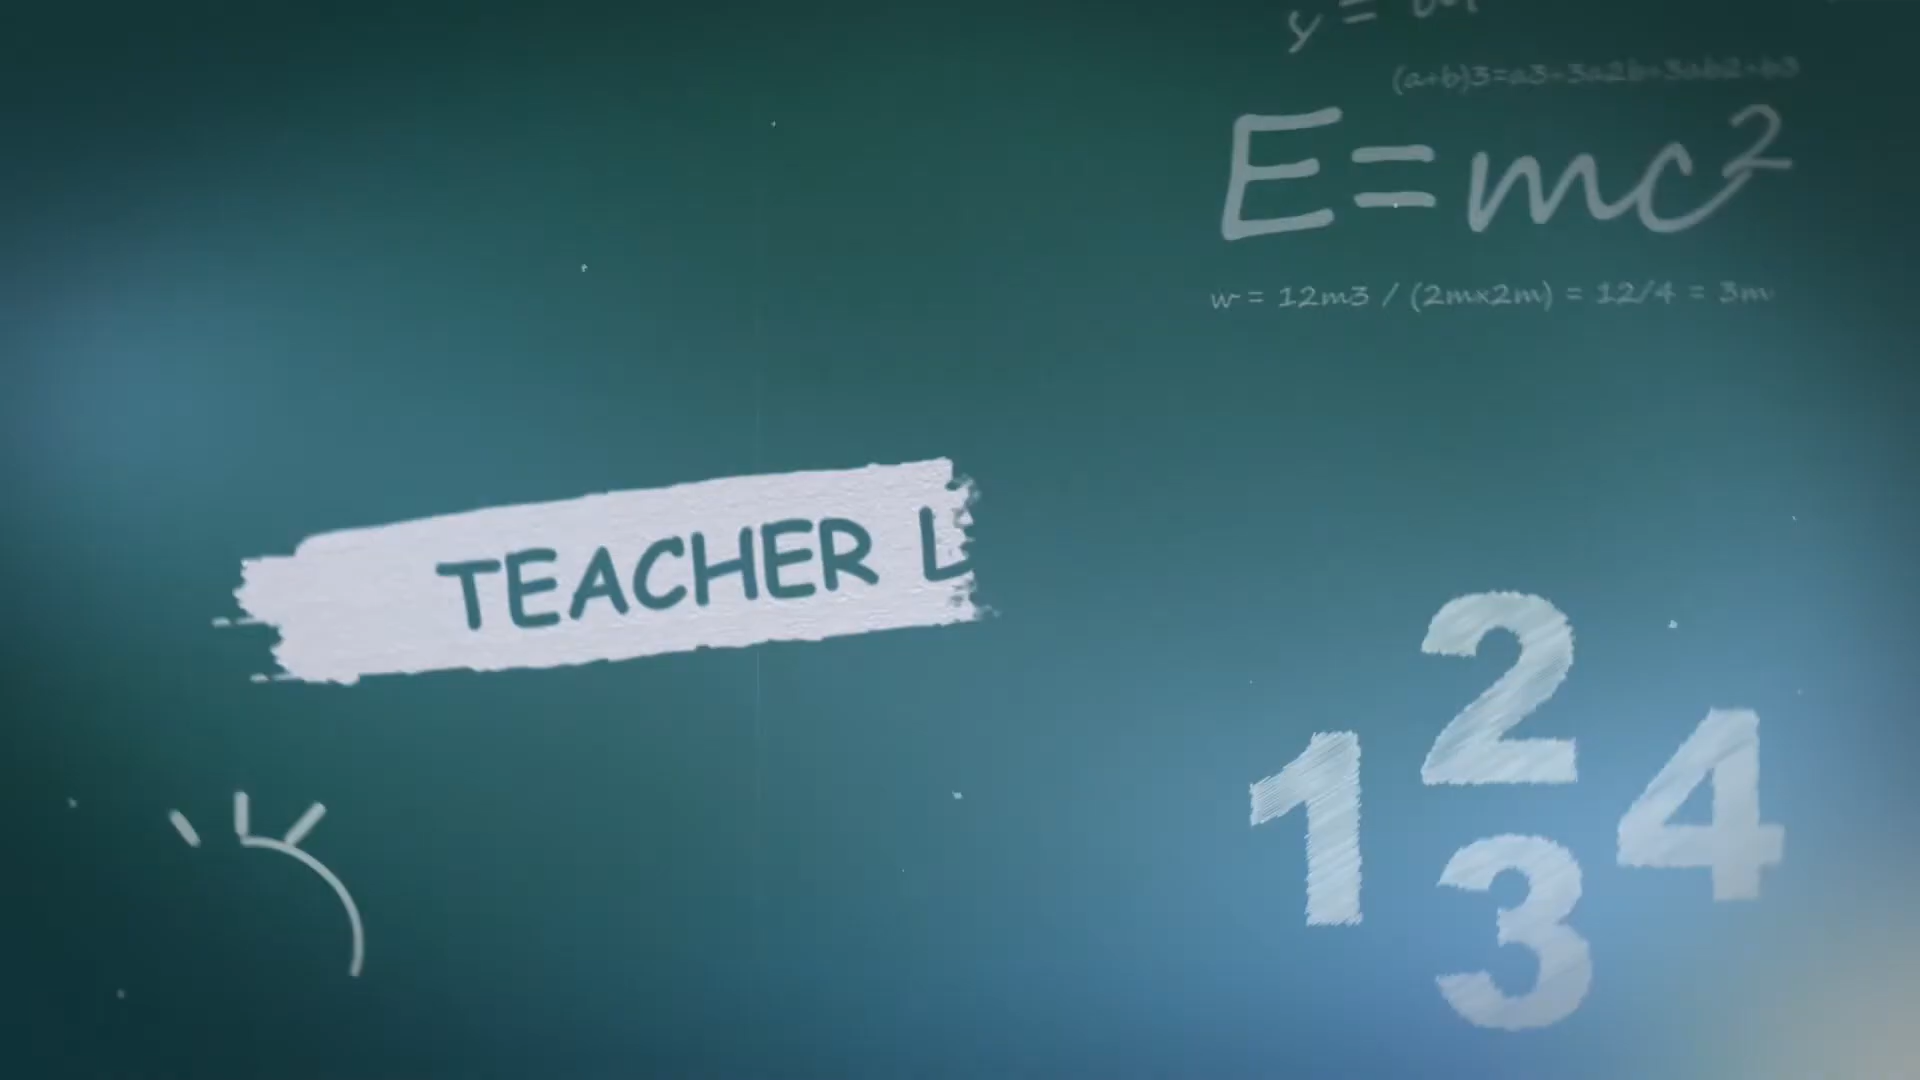 y =
(a+b)3=a3+3a2b+3ab2+b3
E=mc²
w = 12m3 / (2mx2m) = 12/4 = 3m
TEACHER L
2
1 4
3